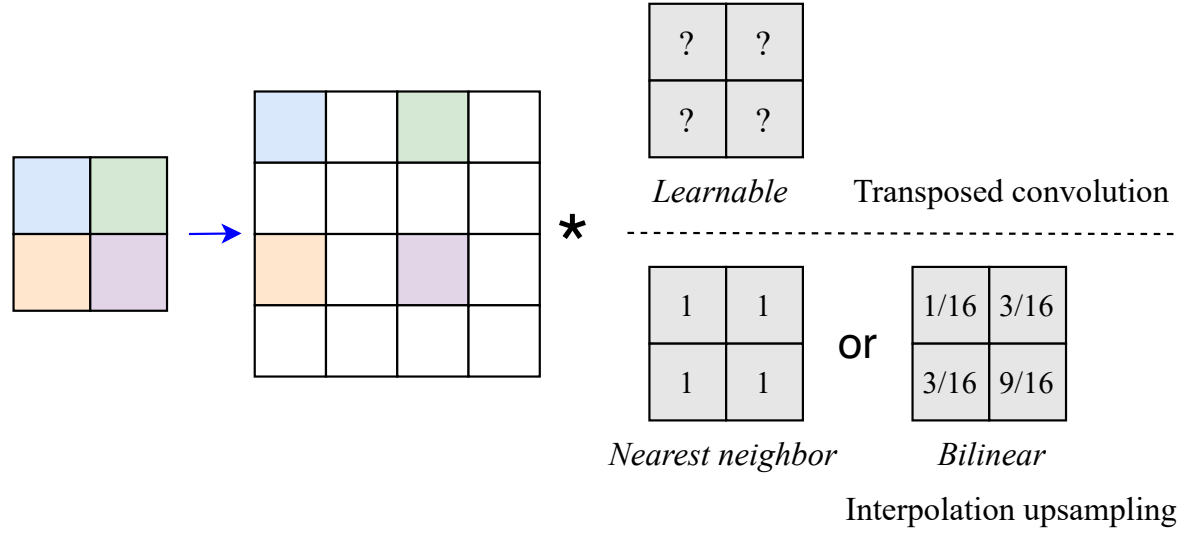 ? ?
? ?
Learnable
Transposed convolution
*
1 1
1 1
or
1/16 3/16
3/16 9/16
Nearest neighbor
Bilinear
Interpolation upsampling